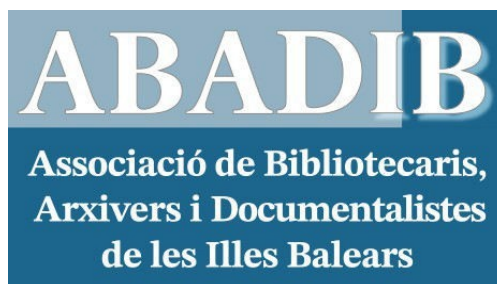 ABADIB
Associació de Bibliotecaris,
Arxivers i Documentalistes
de les Illes Balears